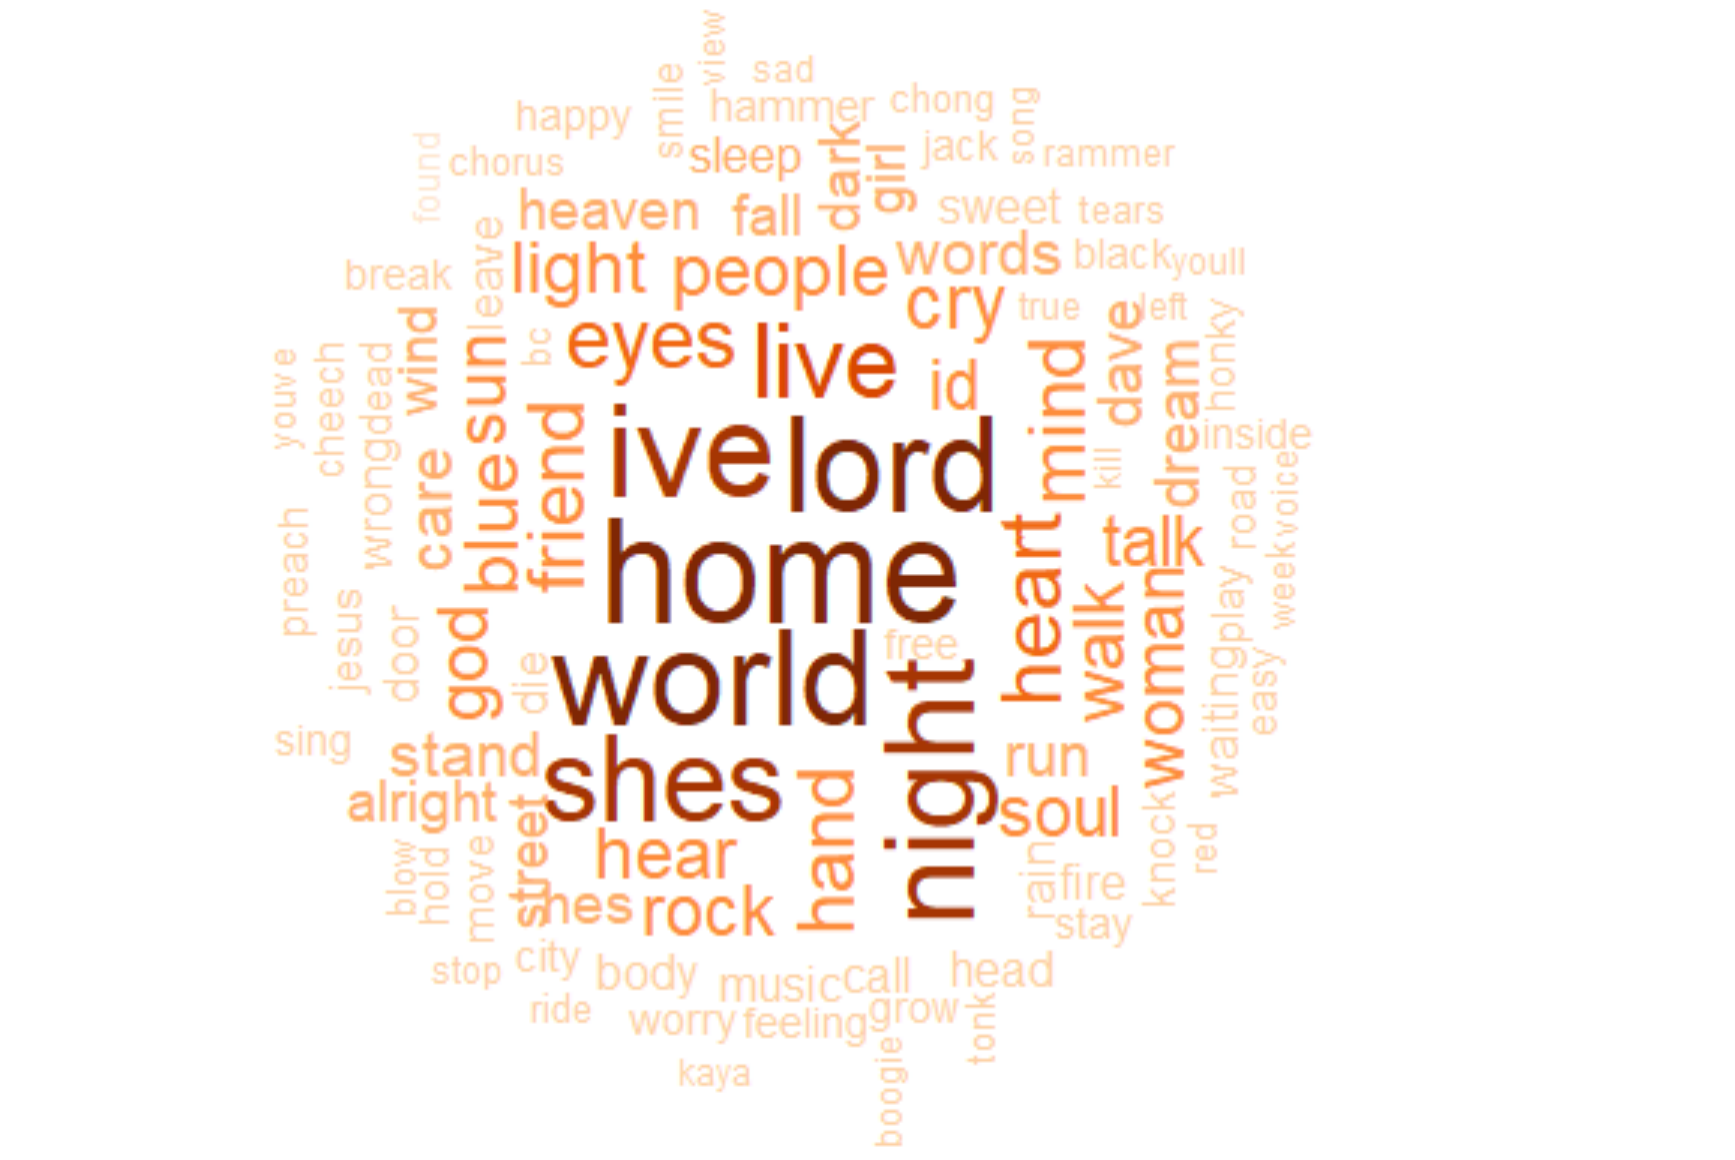 view
sad
smile
hammer
chong
song
happy
dark
girl
jack
rammer
found
chorus
sleep
heaven
fall
sweet
tears
leave
light
people
words
black
youll
break
cry
true
left
wind
sun
bc
eyes
live
id
mind
dave
dream
honky
youve
cheech
dead
wrong
care
blue
friend
ive
lord
kill
inside
voice
road
week
preach
home
heart
talk
jesus
door
god
die
world
free
walk
woman
play
waiting
easy
sing
stand
shes
night
run
alright
street
hand
soul
knock
red
blow
hold
move
hear
rain
fire
hes
rock
stay
stop
city
body
music
call
head
ride
worry
feeling
grow
tonk
kaya
boogie